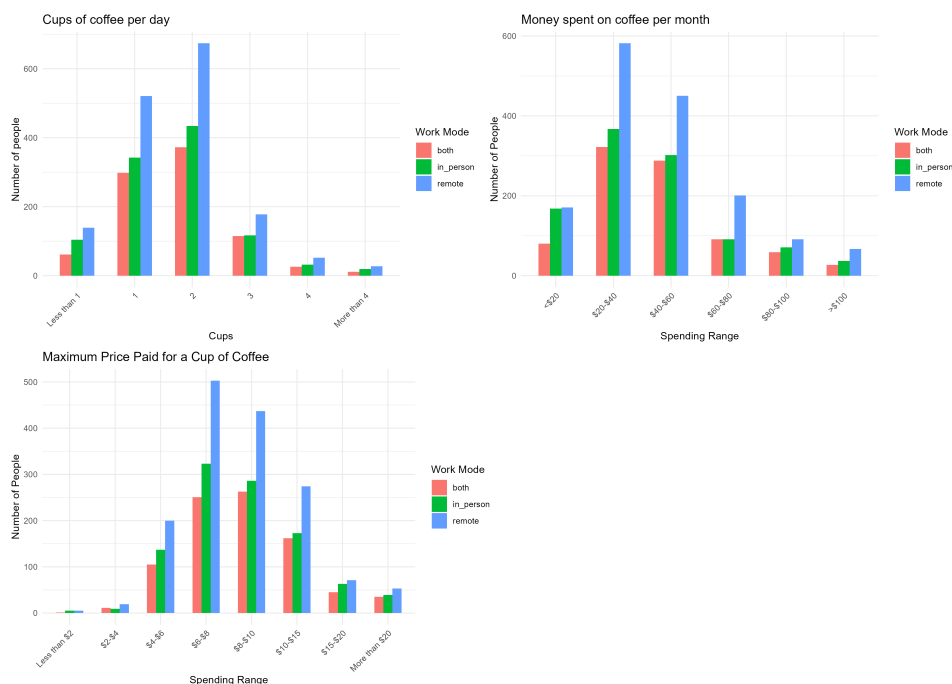 Cups of coffee per day
Number of people
600
400
200
0
Less than 1
1
2
3
4
More than 4
Cups
Work Mode
both
in_person
remote
Money spent on coffee per month
Number of People
600
400
200
0
<$20
$20-$40
$40-$60
$60-$80
$80-$100
>$100
Spending Range
Work Mode
both
in_person
remote
Maximum Price Paid for a Cup of Coffee
Number of People
500
400
300
200
100
0
Less than $2
$2-$4
$4-$6
$6-$8
$8-$10
$10-$15
$15-$20
More than $20
Spending Range
Work Mode
both
in_person
remote